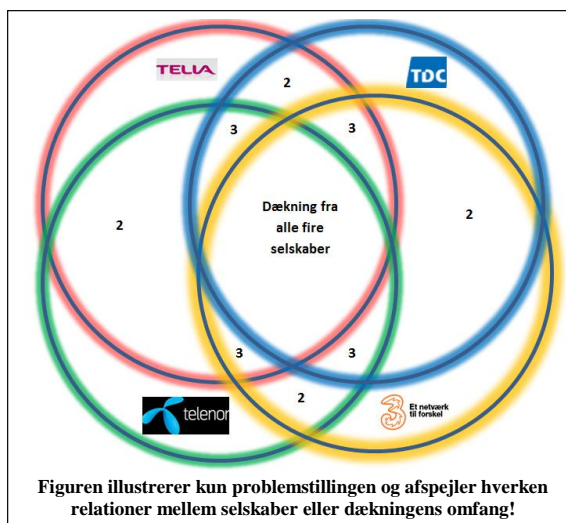 TELIA
TDC
2
3
3
Dækning fra
alle fire
selskaber
2
2
3
3
2
telenor
3
Et netværk
til forskel
Figuren illustrerer kun problemstillingen og afspejler hverken
relationer mellem selskaber eller dækningens omfang!